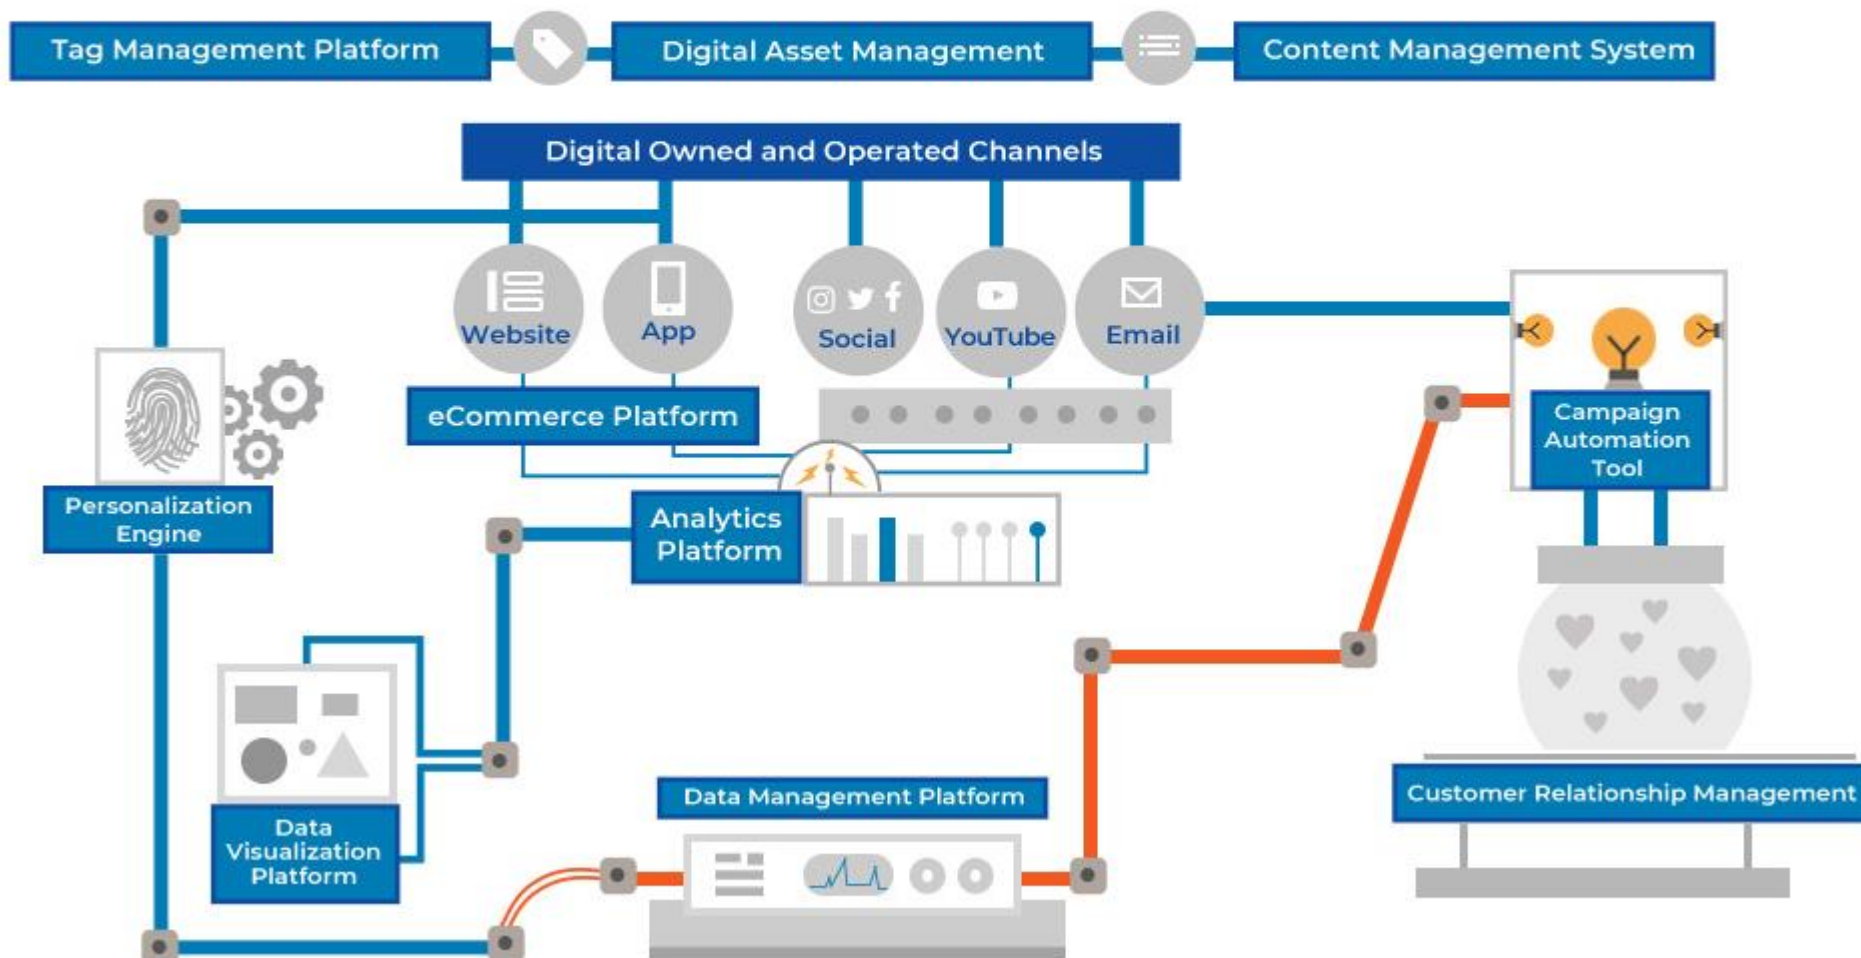 Tag Management Platform
Digital Asset Management
Content Management System
Digital Owned and Operated Channels
Website
App
Social
YouTube
Email
eCommerce Platform
Campaign
Automation
Tool
Personalization
Engine
Analytics
Platform
Data Management Platform
Customer Relationship Management
Data
Visualization
Platform